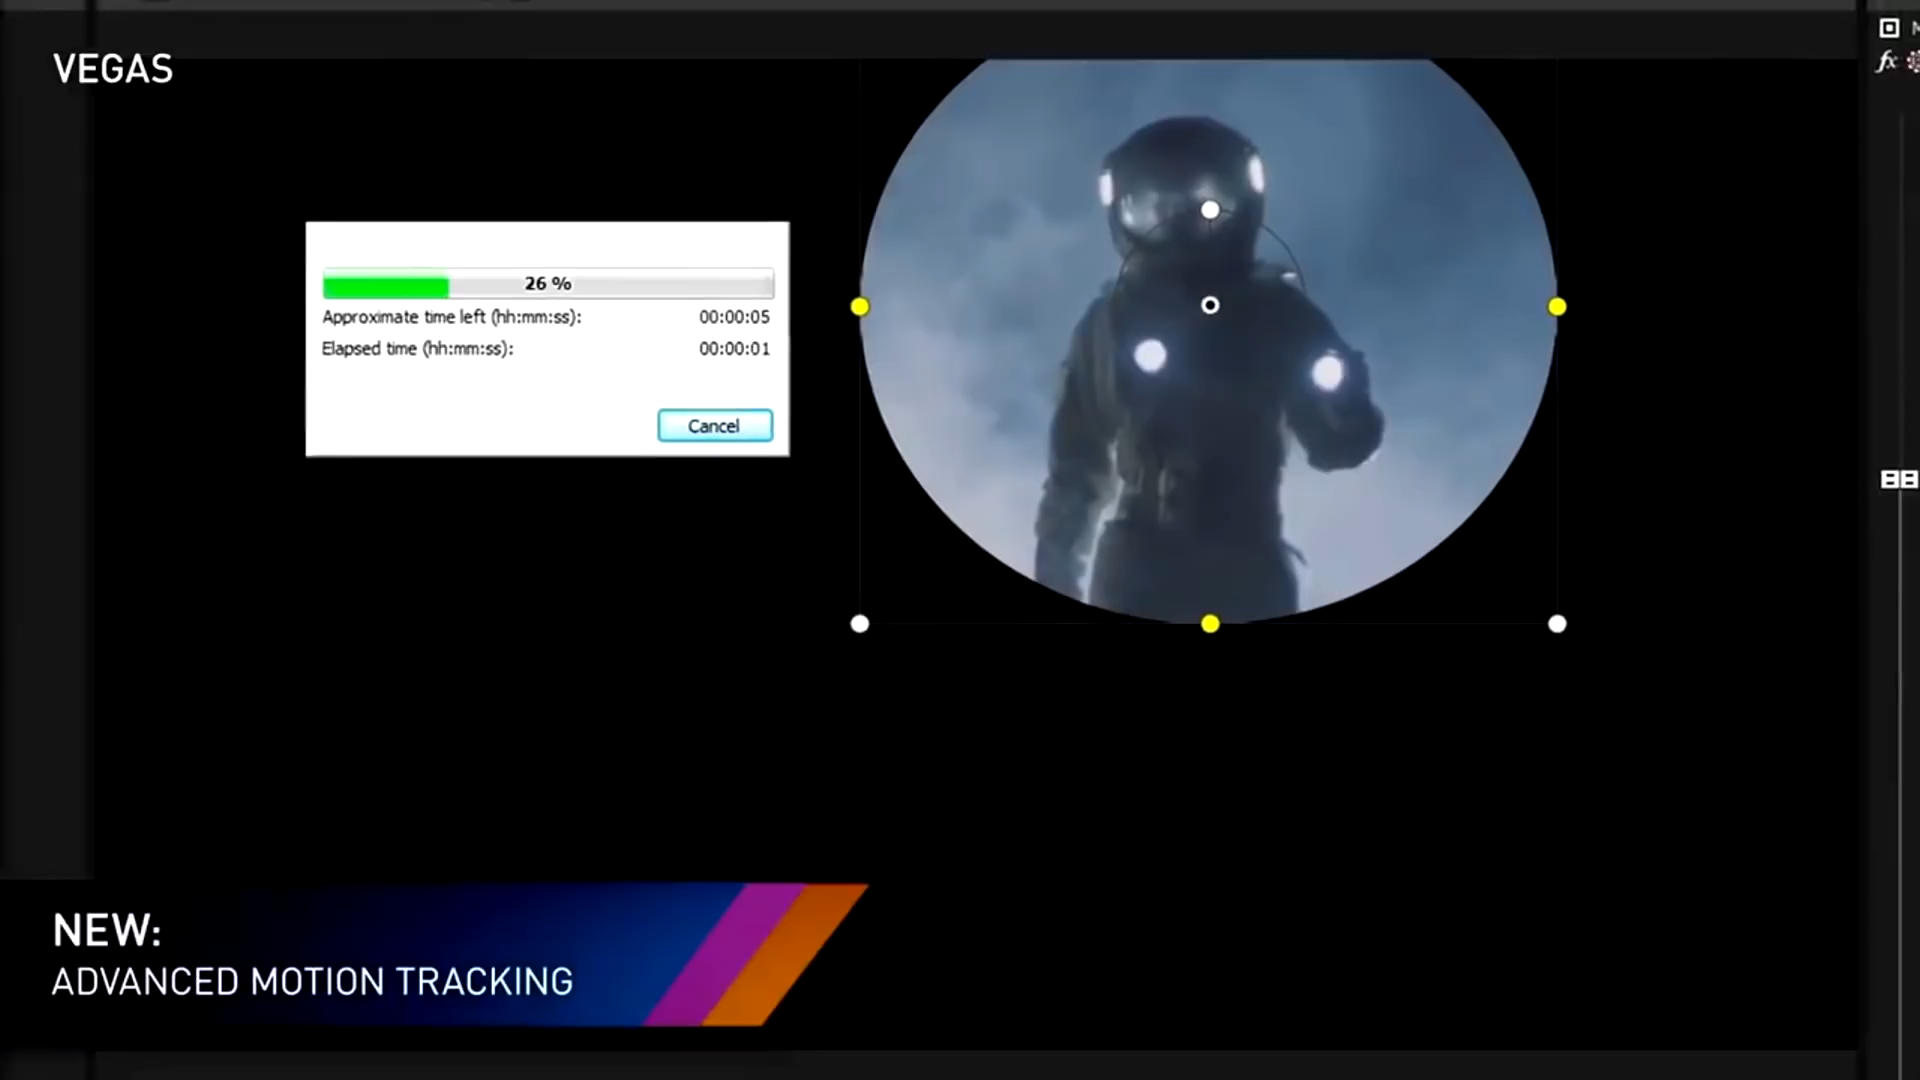 VEGAS
26 %
Approximate time left (hh:mm:ss): 00:00:05
Elapsed time (hh:mm:ss): 00:00:01
Cancel
fx
NEW:
ADVANCED MOTION TRACKING